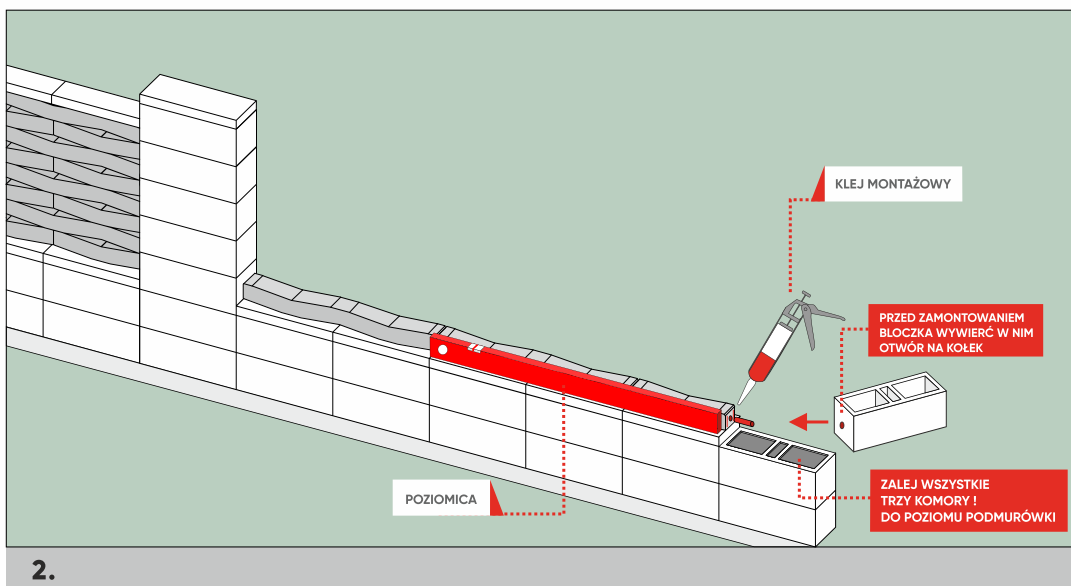 KLEJ MONTAŻOWY
PRZED ZAMONTOWANIEM
BLOCZKA WYWIERĆ W NIM
OTWÓR NA KOŁEK
POZIOMICA
ZALEJ WSZYSTKIE
TRZY KOMORY !
DO POZIOMU PODMURÓWKI
2.